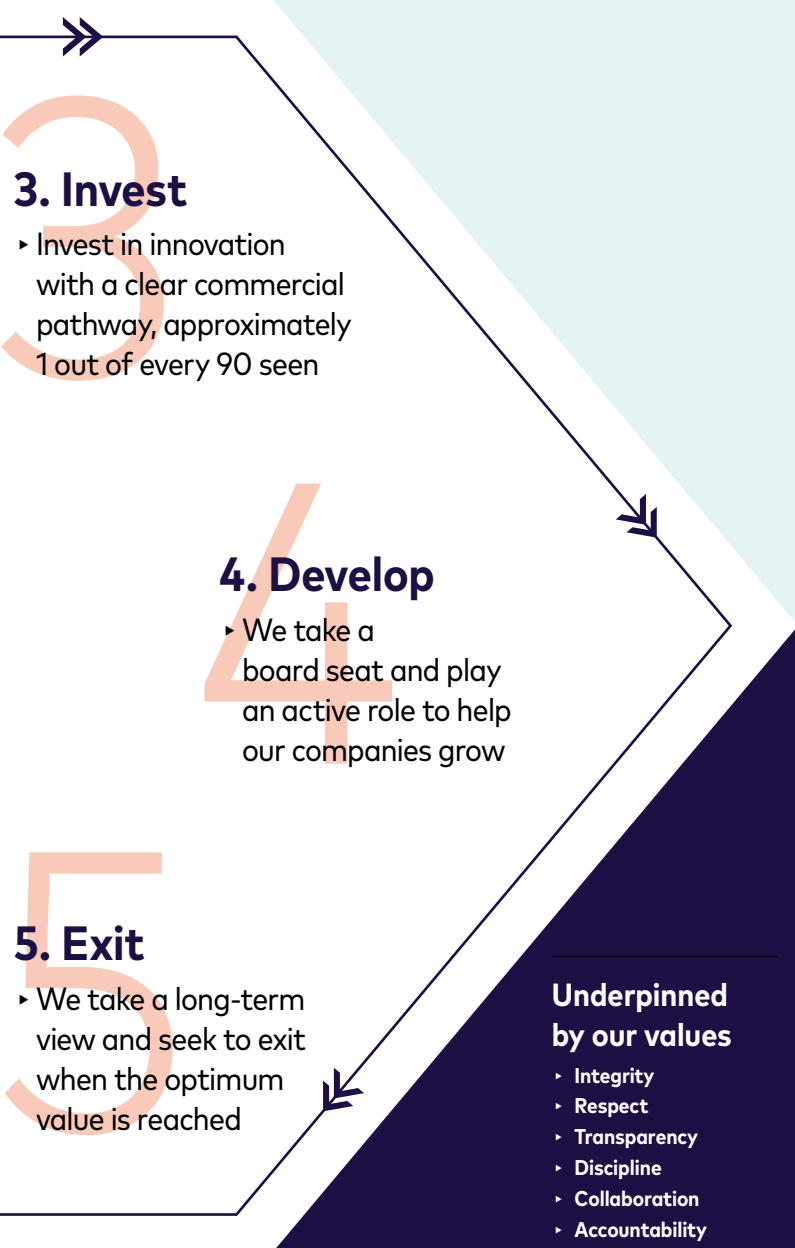 3. Invest
‣ Invest in innovation
with a clear commercial
pathway, approximately
1 out of every 90 seen
4. Develop
‣ We take a
board seat and play
an active role to help
our companies grow
5. Exit
‣ We take a long-term
view and seek to exit
when the optimum
value is reached
Underpinned
by our values
‣ Integrity
‣ Respect
‣ Transparency
‣ Discipline
‣ Collaboration
‣ Accountability